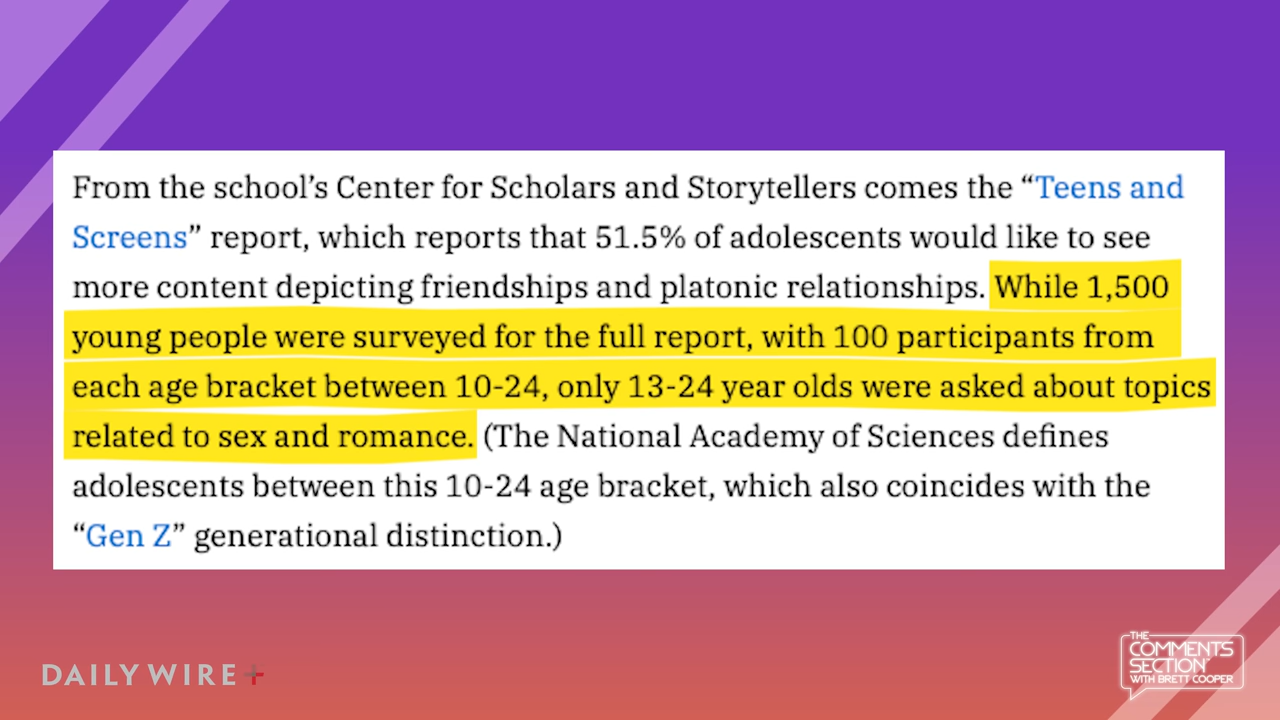 From the school’s Center for Scholars and Storytellers comes the “Teens and
Screens” report, which reports that 51.5% of adolescents would like to see
more content depicting friendships and platonic relationships. While 1,500
young people were surveyed for the full report, with 100 participants from
each age bracket between 10-24, only 13-24 year olds were asked about topics
related to sex and romance. (The National Academy of Sciences defines
adolescents between this 10-24 age bracket, which also coincides with the
“Gen Z” generational distinction.)
DAILY WIRE +
THE
COMMENTS
SECTION
WITH BRETT COOPER